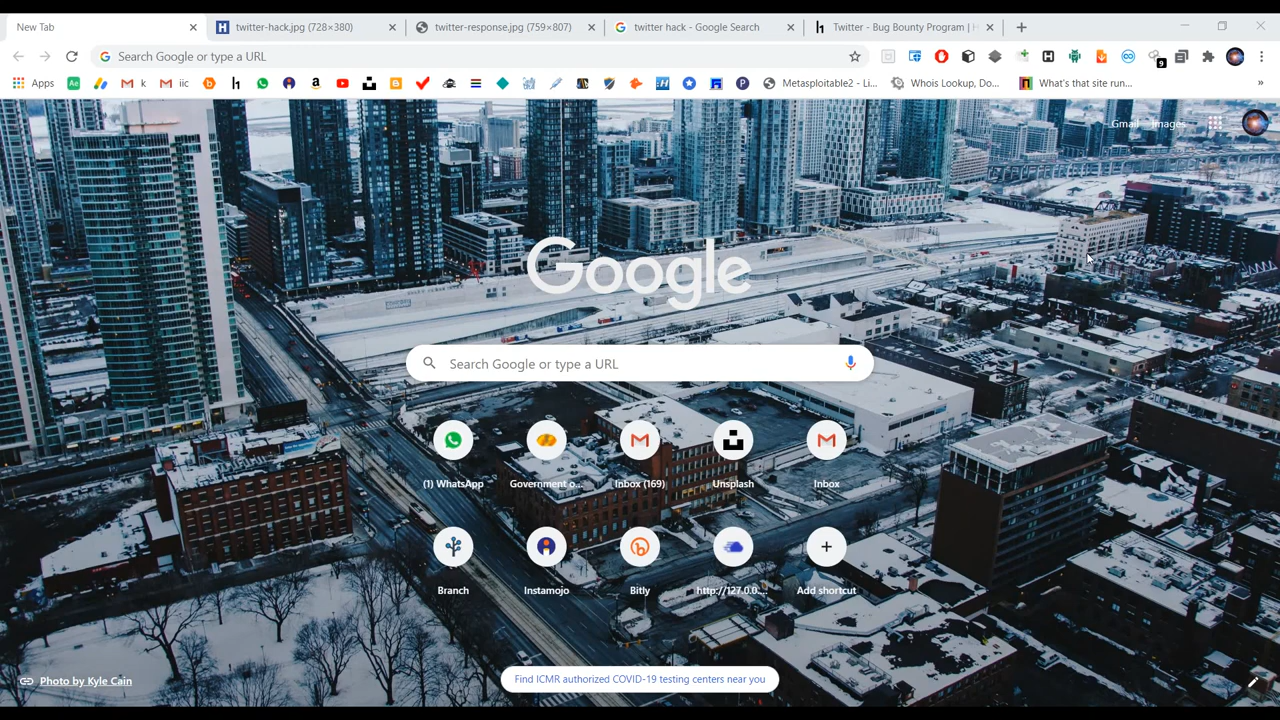 New Tab
twitter-hack.jpg (728×380)
twitter-response.jpg (759×807)
twitter hack - Google Search
Twitter - Bug Bounty Program | H
Search Google or type a URL
9
Apps
k
iic
Metasploitable2 - Li...
Whois Lookup, Do...
What's that site run...
»
Gmail
Images
Google
Search Google or type a URL
(1) WhatsApp
Government o...
Inbox (169)
Unsplash
Inbox
Branch
Instamojo
Bitly
http://127.0.0....
Add shortcut
Photo by Kyle Cain
Find ICMR authorized COVID-19 testing centers near you